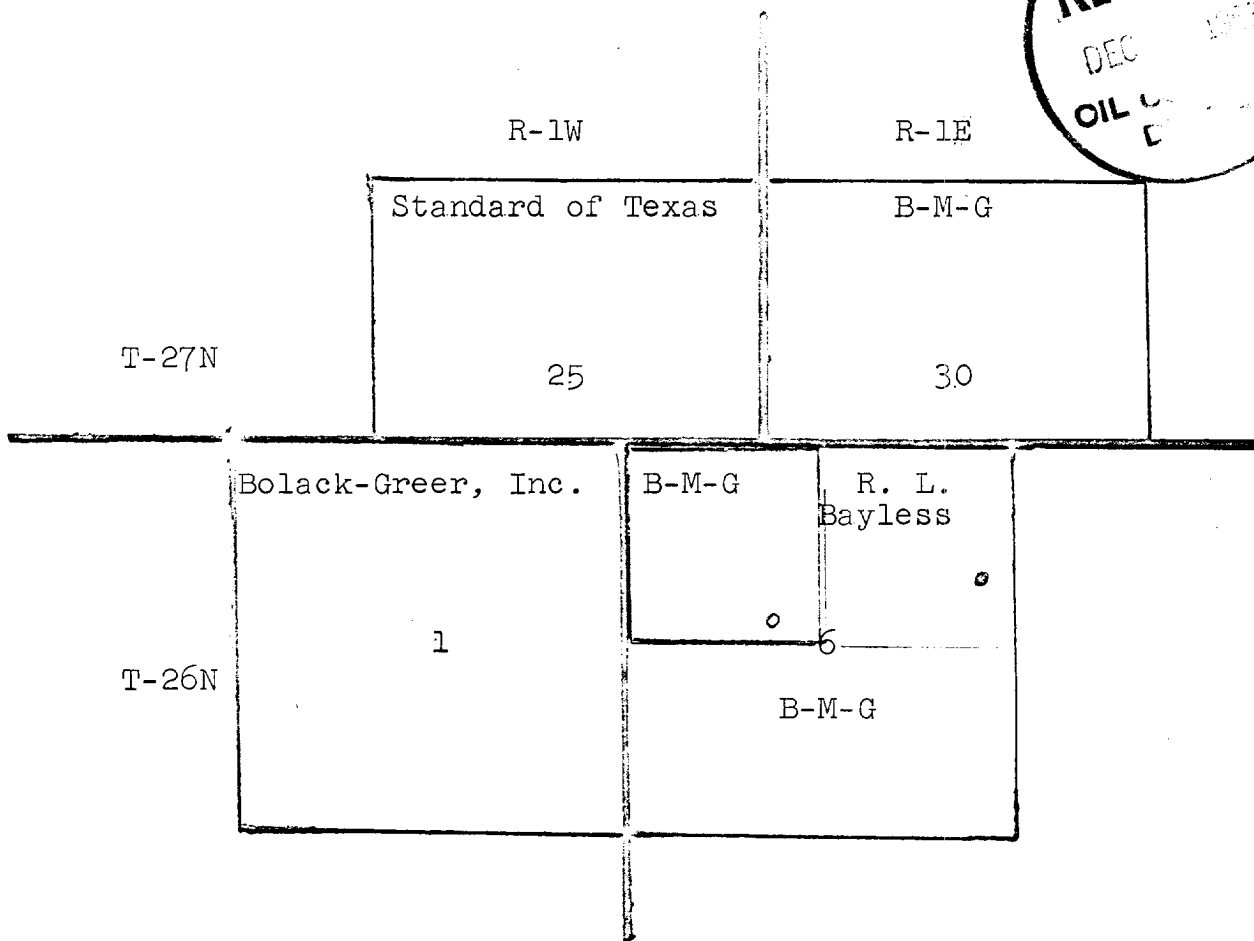 DEC
OIL
R-1W
R-1E
Standard of Texas
B-M-G
T-27N
25
30
Bolack-Greer, Inc.
B-M-G
R. L.
Bayless
1
6
T-26N
B-M-G